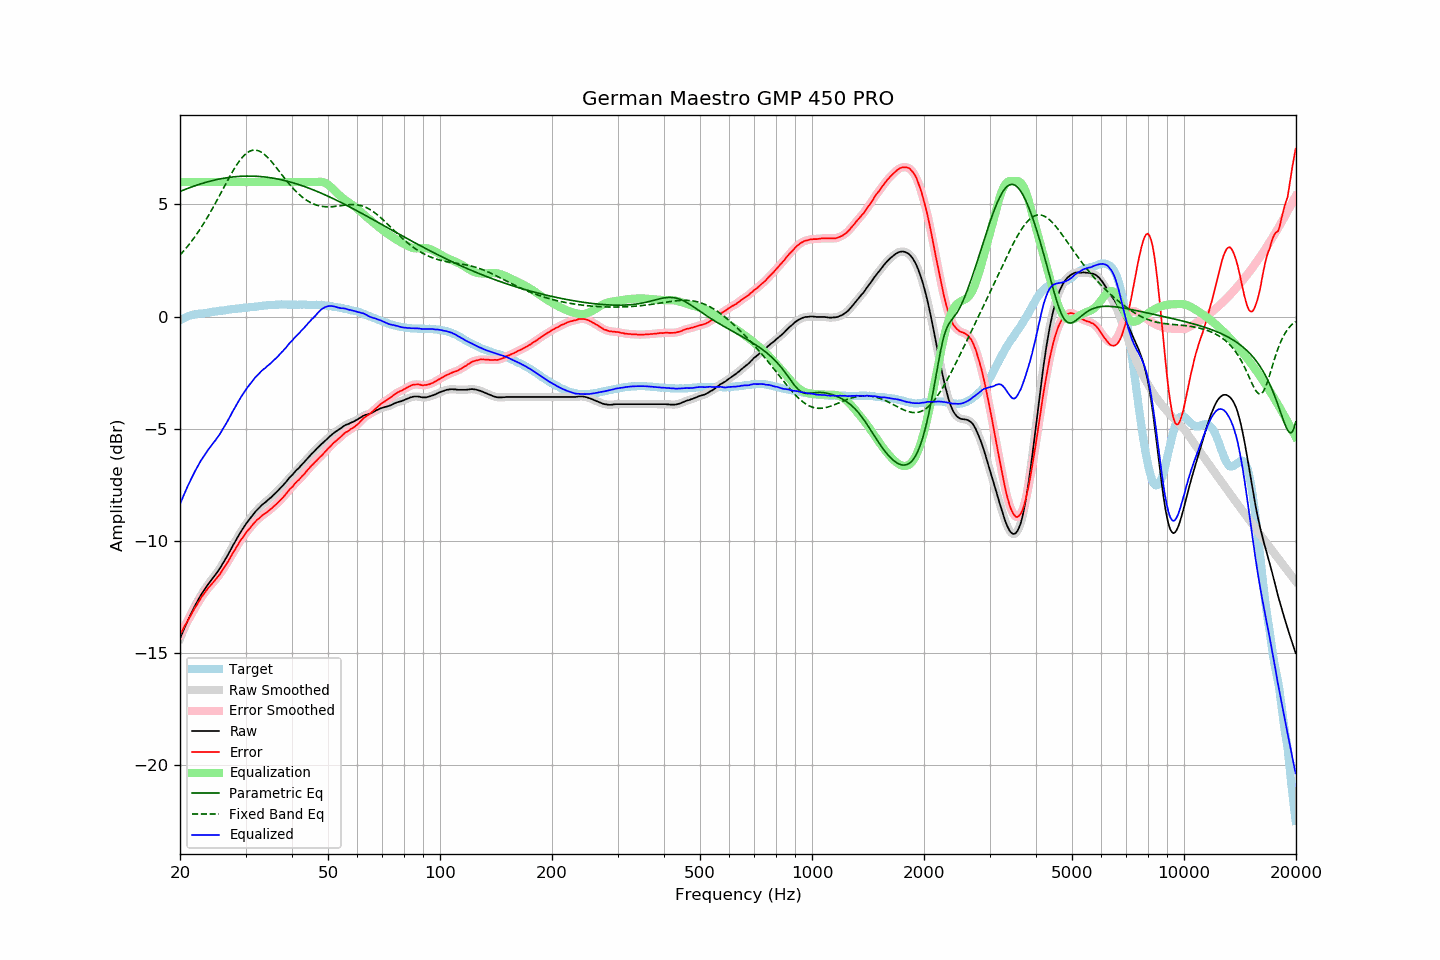 German Maestro GMP 450 PRO
Amplitude (dBr)
5
0
−5
−10
−15
−20
Target
Raw Smoothed
Error Smoothed
Raw
Error
Equalization
Parametric Eq
Fixed Band Eq
Equalized
20 50 100 200 500 1000 2000 5000 10000 20000
Frequency (Hz)